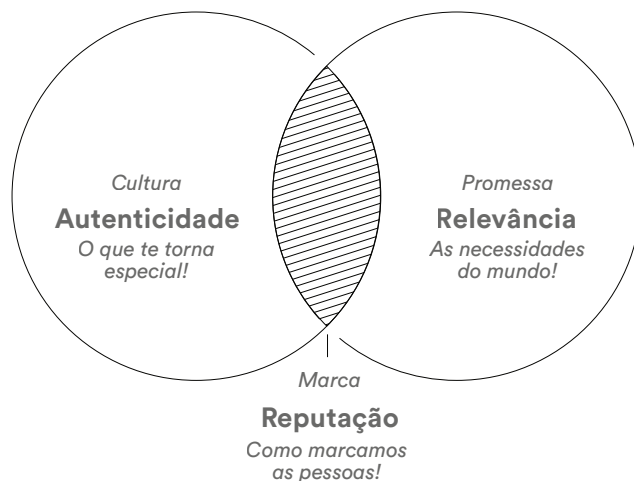 Cultura
Autenticidade
O que te torna
especial!
Promessa
Relevância
As necessidades
do mundo!
Marca
Reputação
Como marcamos
as pessoas!